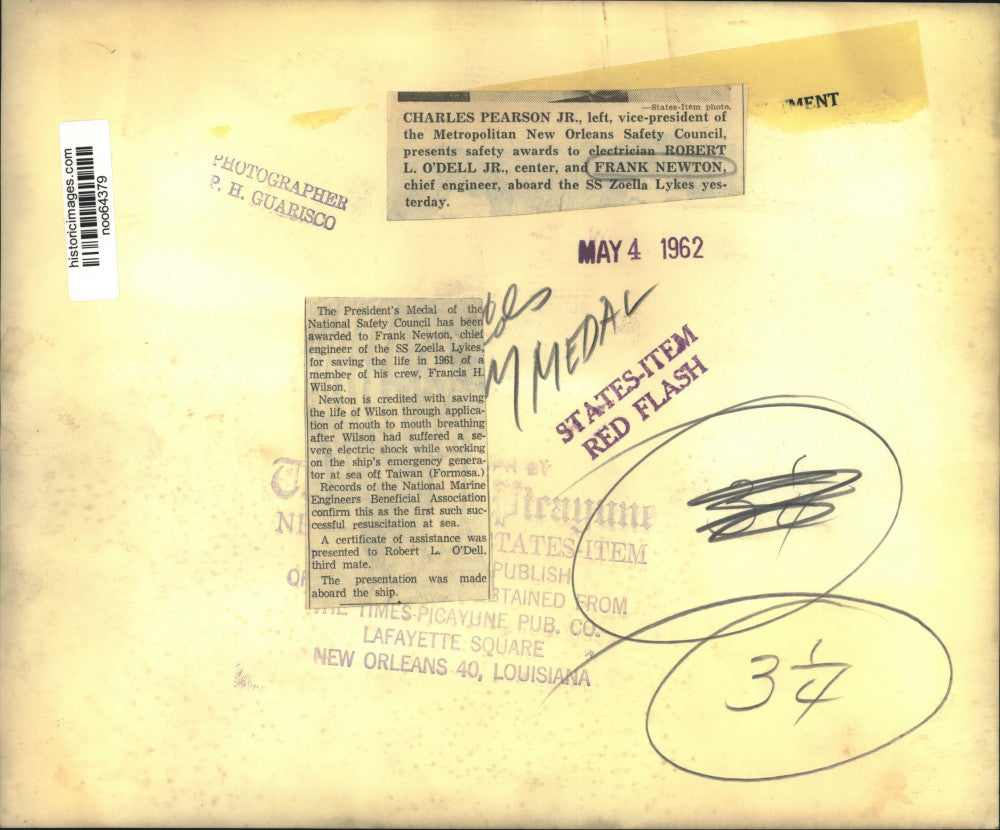 historicimages.com
noo64379
MENT
—States-Item photo.
CHARLES PEARSON JR., left, vice-president of
the Metropolitan New Orleans Safety Council,
presents safety awards to electrician ROBERT
L. O'DELL JR., center, and FRANK NEWTON,
chief engineer, aboard the SS Zoella Lykes yes-
terday.
PHOTOGRAPHER
P. H. GUARISCO
MAY 4 1962
MEDAL
STATES-ITEM
RED FLASH
The President's Medal of the
National Safety Council has been
awarded to Frank Newton, chief
engineer of the SS Zoella Lykes,
for saving the life in 1961 of a
member of his crew, Francis H.
Wilson.
Newton is credited with saving
the life of Wilson through applica-
tion of mouth to mouth breathing
after Wilson had suffered a se-
vere electric shock while working
on the ship's emergency genera-
tor at sea off Taiwan (Formosa.)
Records of the National Marine
Engineers Beneficial Association
confirm this as the first such suc-
cessful resuscitation at sea.
A certificate of assistance was
presented to Robert L. O'Dell,
third mate.
The presentation was made
aboard the ship.
BY
Picayune
STATES-ITEM
PUBLISH
OBTAINED FROM
THE TIMES-PICAYUNE PUB. CO.
LAFAYETTE SQUARE
NEW ORLEANS 40, LOUISIANA
3 1/4